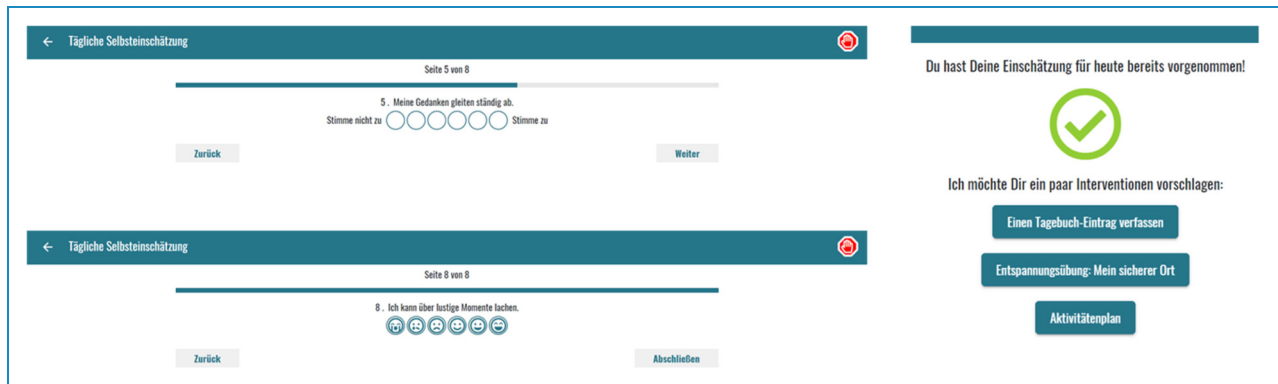 Tägliche Selbsteinschätzung
Seite 5 von 8
5 . Meine Gedanken gleiten ständig ab.
Stimme nicht zu Stimme zu
Zurück Weiter
Tägliche Selbsteinschätzung
Seite 8 von 8
8 . Ich kann über lustige Momente lachen.
Zurück Abschließen
Du hast Deine Einschätzung für heute bereits vorgenommen!
Ich möchte Dir ein paar Interventionen vorschlagen:
Einen Tagebuch-Eintrag verfassen
Entspannungsübung: Mein sicherer Ort
Aktivitätenplan